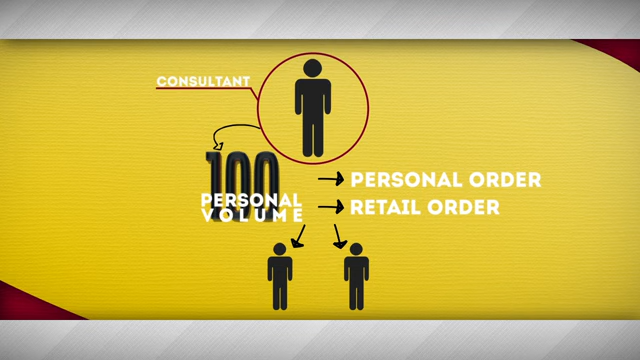 CONSULTANT
100
PERSONAL
VOLUME
PERSONAL ORDER
RETAIL ORDER